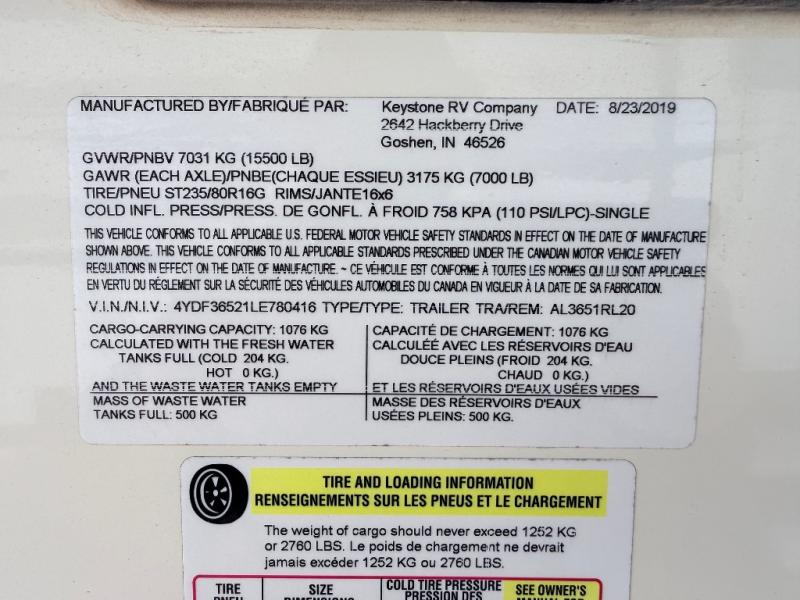 MANUFACTURED BY/FABRIQUÉ PAR: Keystone RV Company DATE: 8/23/2019
2642 Hackberry Drive
Goshen, IN 46526
GVWR/PNBV 7031 KG (15500 LB)
GAWR (EACH AXLE)/PNBE(CHAQUE ESSIEU) 3175 KG (7000 LB)
TIRE/PNEU ST235/80R16G RIMS/JANTE16x6
COLD INFL. PRESS/PRESS. DE GONFL. À FROID 758 KPA (110 PSI/LPC)-SINGLE
THIS VEHICLE CONFORMS TO ALL APPLICABLE U.S. FEDERAL MOTOR VEHICLE SAFETY STANDARDS IN EFFECT ON THE DATE OF MANUFACTURE
SHOWN ABOVE. THIS VEHICLE CONFORMS TO ALL APPLICABLE STANDARDS PRESCRIBED UNDER THE CANADIAN MOTOR VEHICLE SAFETY
REGULATIONS IN EFFECT ON THE DATE OF MANUFACTURE. ~ CE VÉHICULE EST CONFORME À TOUTES LES NORMES QUI LUI SONT APPLICABLES
EN VERTU DU RÉGLEMENT SUR LA SÉCURITÉ DES VÉHICULES AUTOMOBILES DU CANADA EN VIGUEUR À LA DATE DE SA FABRICATION.
V.I.N./N.I.V.: 4YDF36521LE780416 TYPE/TYPE: TRAILER TRA/REM: AL3651RL20
CARGO-CARRYING CAPACITY: 1076 KG
CALCULATED WITH THE FRESH WATER
TANKS FULL (COLD 204 KG.
HOT 0 KG.)
AND THE WASTE WATER TANKS EMPTY
MASS OF WASTE WATER
TANKS FULL: 500 KG
CAPACITÉ DE CHARGEMENT: 1076 KG
CALCULÉE AVEC LES RÉSERVOIRS D'EAU
DOUCE PLEINS (FROID 204 KG.
CHAUD 0 KG.)
ET LES RÉSERVOIRS D'EAUX USÉES VIDES
MASSE DES RÉSERVOIRS D'EAUX
USÉES PLEINS: 500 KG.
TIRE AND LOADING INFORMATION
RENSEIGNEMENTS SUR LES PNEUS ET LE CHARGEMENT
The weight of cargo should never exceed 1252 KG
or 2760 LBS. Le poids de chargement ne devrait
jamais excéder 1252 KG ou 2760 LBS.
TIRE
PNEU
SIZE
DIMENSIONS
COLD TIRE PRESSURE
PRESSION DES
SEE OWNER'S
MANUAL FOR